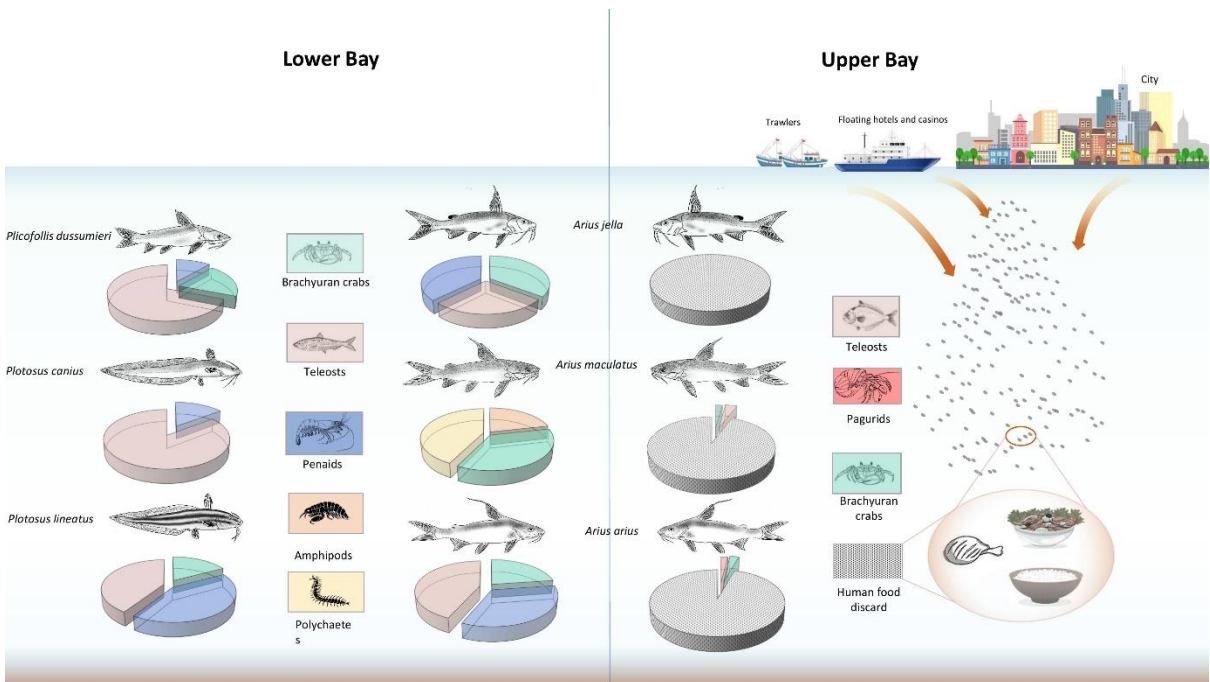 Lower Bay
Plicofollis dussumieri
Plotosus canius
Plotosus lineatus
Brachyuran crabs
Teleosts
Penaids
Amphipods
Polychaete
s
Arius jella
Arius maculatus
Arius arius
Upper Bay
Trawlers
Floating hotels and casinos
City
Teleosts
Pagurids
Brachyuran
crabs
Human food
discard